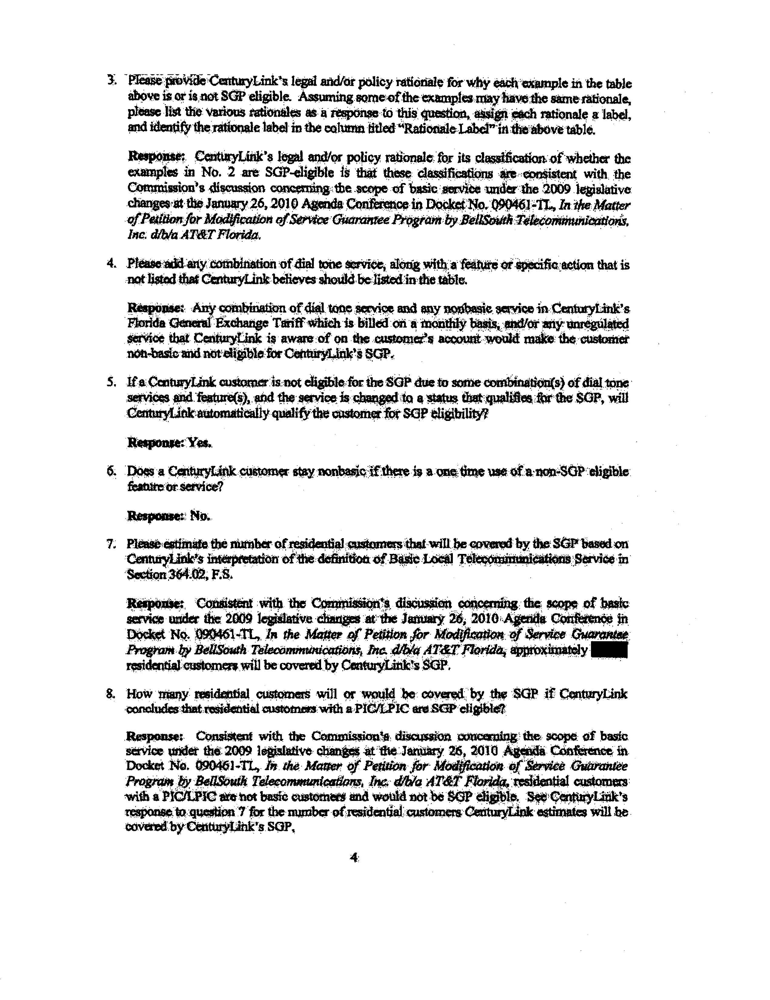 3. Please provide CenturyLink's legal and/or policy rationale for why each example in the table
above is or is not SGP eligible. Assuming some of the examples may have the same rationale,
please list the various rationales as a response to this question, assign each rationale a label,
and identify the rationale label in the column titled "Rationale Label" in the above table.
Response: CenturyLink's legal and/or policy rationale for its classification of whether the
examples in No. 2 are SGP-eligible is that these classifications are consistent with the
Commission's discussion concerning the scope of basic service under the 2009 legislative
changes at the January 26, 2010 Agenda Conference in Docket No. 090461-TL, In the Matter
of Petition for Modification of Service Guarantee Program by BellSouth Telecommunications,
Inc. d/b/a AT&T Florida.
4. Please add any combination of dial tone service, along with a feature or specific action that is
not listed that CenturyLink believes should be listed in the table.
Response: Any combination of dial tone service and any nonbasic service in CenturyLink's
Florida General Exchange Tariff which is billed on a monthly basis, and/or any unregulated
service that CenturyLink is aware of on the customer's account would make the customer
non-basic and not eligible for CenturyLink's SGP.
5. If a CenturyLink customer is not eligible for the SGP due to some combination(s) of dial tone
services and feature(s), and the service is changed to a status that qualifies for the SGP, will
CenturyLink automatically qualify the customer for SGP eligibility?
Response: Yes.
6. Does a CenturyLink customer stay nonbasic if there is a one time use of a non-SGP eligible
feature or service?
Response: No.
7. Please estimate the number of residential customers that will be covered by the SGP based on
CenturyLink's interpretation of the definition of Basic Local Telecommunications Service in
Section 364.02, F.S.
Response: Consistent with the Commission's discussion concerning the scope of basic
service under the 2009 legislative changes at the January 26, 2010 Agenda Conference in
Docket No. 090461-TL, In the Matter of Petition for Modification of Service Guarantee
Program by BellSouth Telecommunications, Inc. d/b/a AT&T Florida, approximately
residential customers will be covered by CenturyLink's SGP.
8. How many residential customers will or would be covered by the SGP if CenturyLink
concludes that residential customers with a PIC/LPIC are SGP eligible?
Response: Consistent with the Commission's discussion concerning the scope of basic
service under the 2009 legislative changes at the January 26, 2010 Agenda Conference in
Docket No. 090461-TL, In the Matter of Petition for Modification of Service Guarantee
Program by BellSouth Telecommunications, Inc. d/b/a AT&T Florida, residential customers
with a PIC/LPIC are not basic customers and would not be SGP eligible. See CenturyLink's
response to question 7 for the number of residential customers CenturyLink estimates will be
covered by CenturyLink's SGP.
4